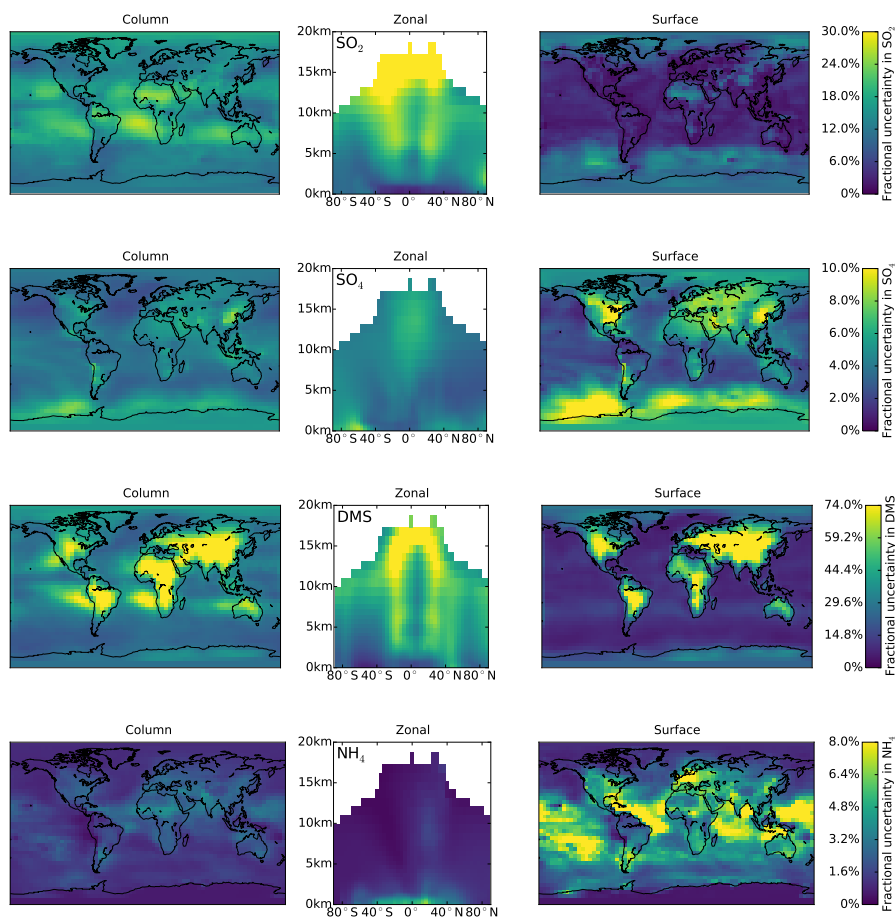 Column
Zonal
Surface
20km
15km
10km
5km
0km
SO₂
80°S 40°S 0° 40°N 80°N
30.0%
24.0%
18.0%
12.0%
6.0%
0%
Fractional uncertainty in SO₂
Column
Zonal
Surface
20km
15km
10km
5km
0km
SO₄
80°S 40°S 0° 40°N 80°N
10.0%
8.0%
6.0%
4.0%
2.0%
0%
Fractional uncertainty in SO₄
Column
Zonal
Surface
20km
15km
10km
5km
0km
DMS
80°S 40°S 0° 40°N 80°N
74.0%
59.2%
44.4%
29.6%
14.8%
0%
Fractional uncertainty in DMS
Column
Zonal
Surface
20km
15km
10km
5km
0km
NH₄
80°S 40°S 0° 40°N 80°N
8.0%
6.4%
4.8%
3.2%
1.6%
0%
Fractional uncertainty in NH₄